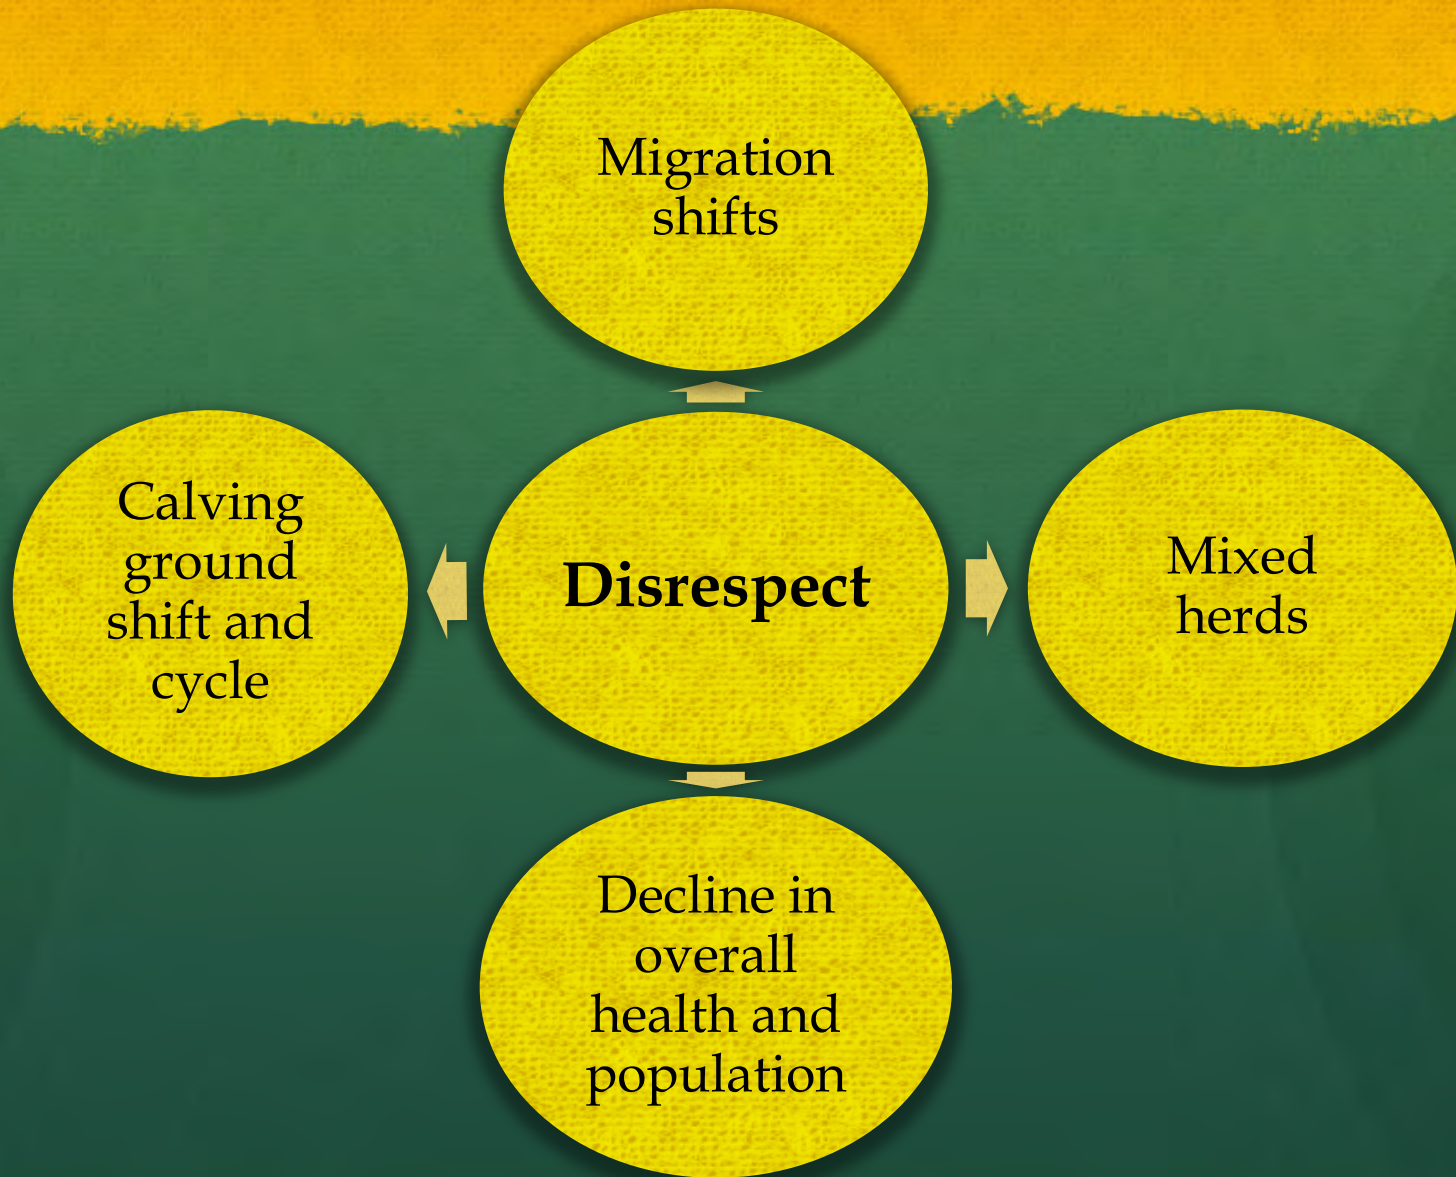 Migration
shifts
Calving
ground
shift and
cycle
Disrespect
Mixed
herds
Decline in
overall
health and
population